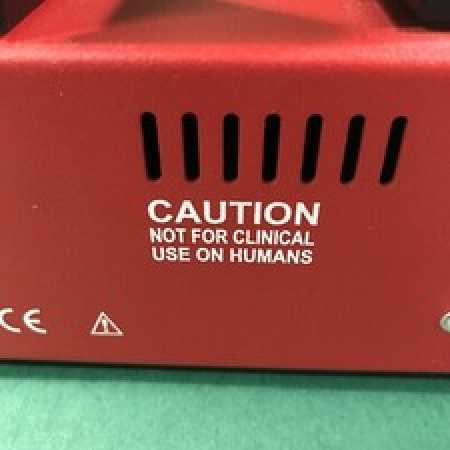 CAUTION
NOT FOR CLINICAL
USE ON HUMANS
CE